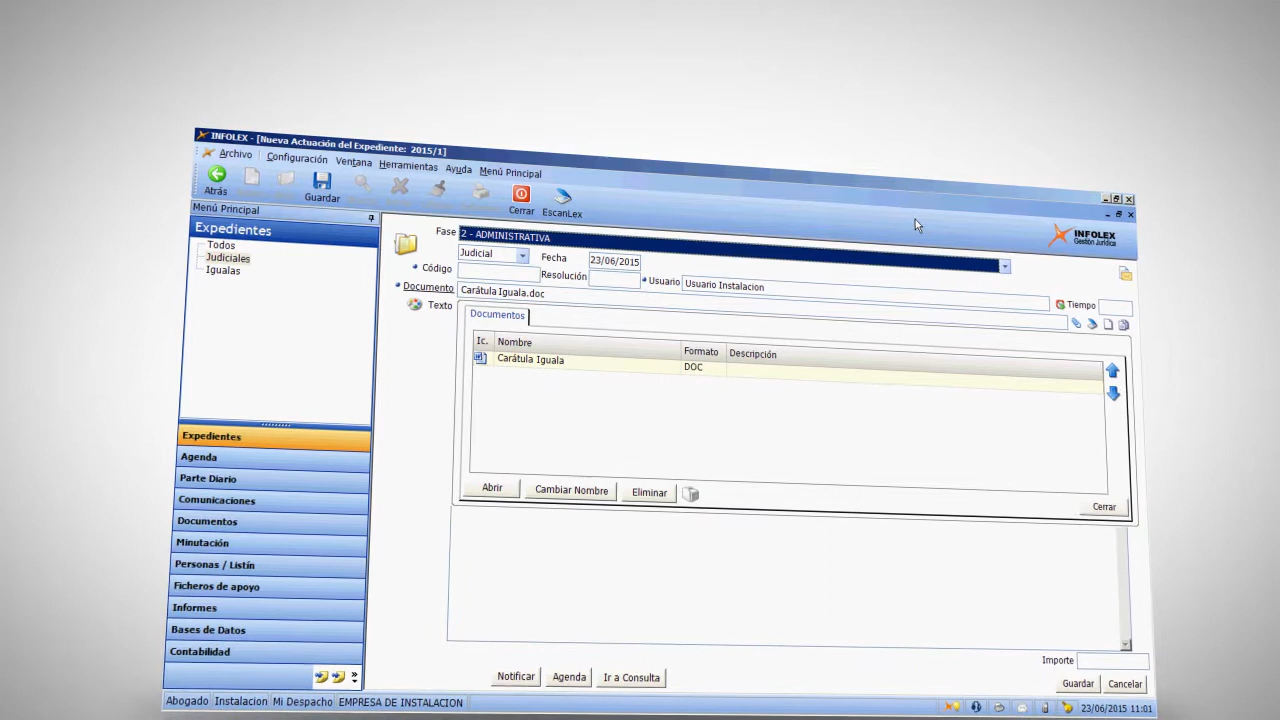 INFOLEX - [Nueva Actuación del Expediente: 2015/1]
Archivo Configuración Ventana Herramientas Ayuda Menú Principal
Atrás Guardar Cerrar EscanLex
INFOLEX
Gestión Jurídica
Menú Principal
Expedientes
Todos
Judiciales
Igualas
Fase 2 - ADMINISTRATIVA
Judicial Fecha 23/06/2015
Código Resolución Usuario Usuario Instalacion
Tiempo
Documento Carátula Iguala.doc
Texto
Documentos
Ic. Nombre Formato Descripción
Carátula Iguala DOC
Abrir Cambiar Nombre Eliminar
Cerrar
Expedientes
Agenda
Parte Diario
Comunicaciones
Documentos
Minutación
Personas / Listín
Ficheros de apoyo
Informes
Bases de Datos
Contabilidad
Importe
Notificar Agenda Ir a Consulta
Guardar Cancelar
Abogado Instalacion Mi Despacho EMPRESA DE INSTALACION
23/06/2015 11:01